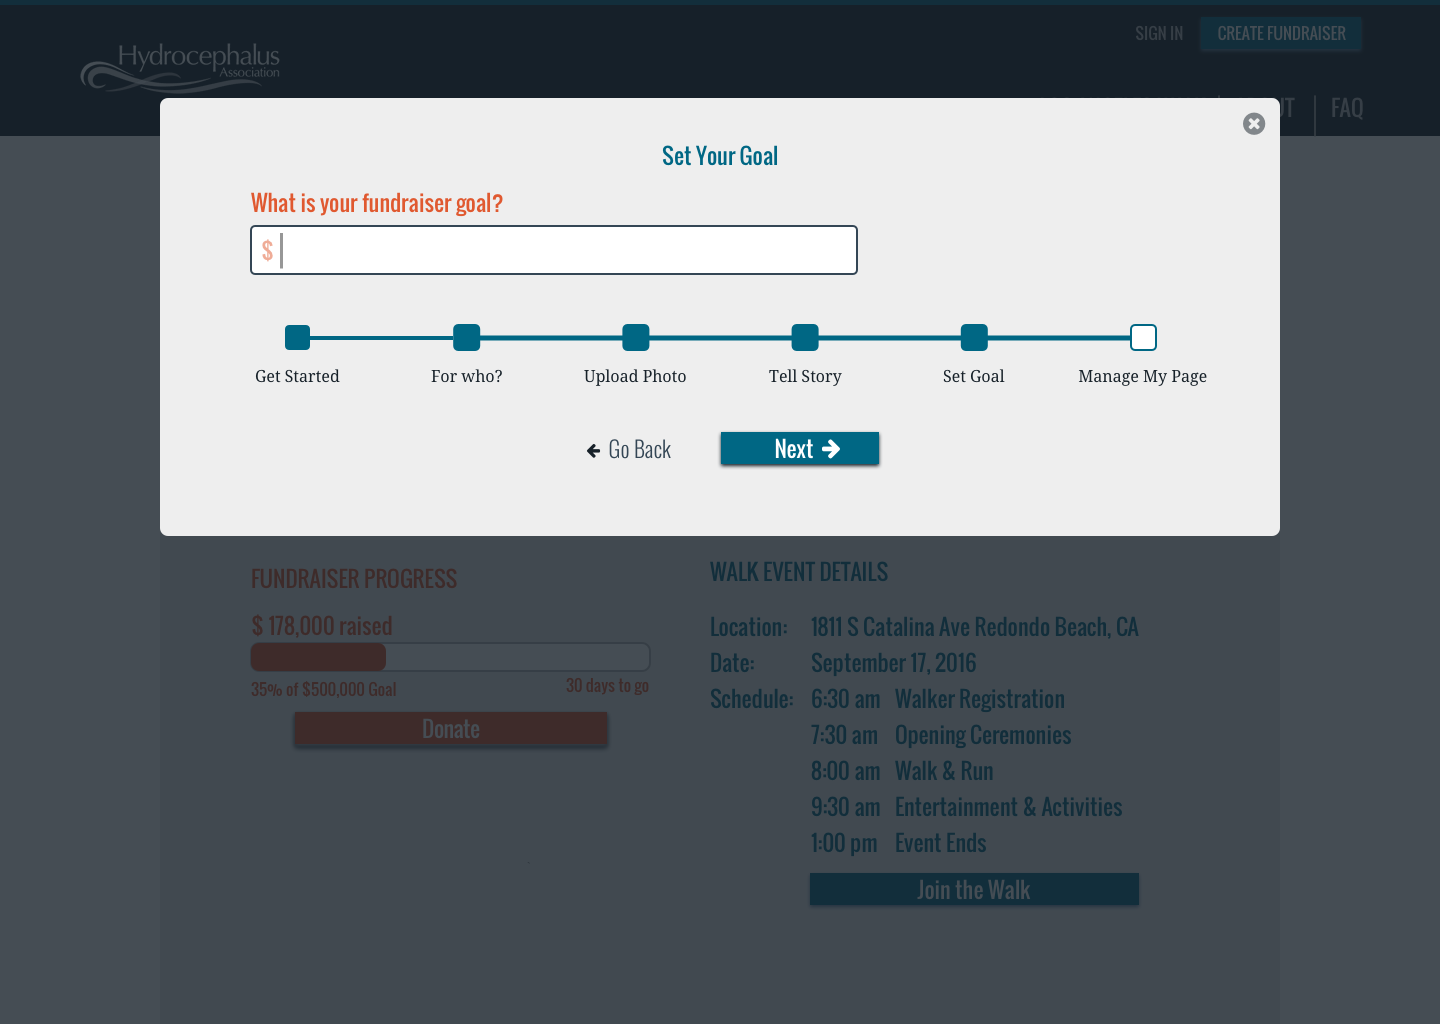 SIGN IN CREATE FUNDRAISER
Hydrocephalus
Association
UT FAQ
Set Your Goal
What is your fundraiser goal?
$
Get Started For who? Upload Photo Tell Story Set Goal Manage My Page
Go Back Next
FUNDRAISER PROGRESS
$ 178,000 raised
35% of $500,000 Goal 30 days to go
Donate
WALK EVENT DETAILS
Location: 1811 S Catalina Ave Redondo Beach, CA
Date: September 17, 2016
Schedule: 6:30 am Walker Registration
7:30 am Opening Ceremonies
8:00 am Walk & Run
9:30 am Entertainment & Activities
1:00 pm Event Ends
Join the Walk